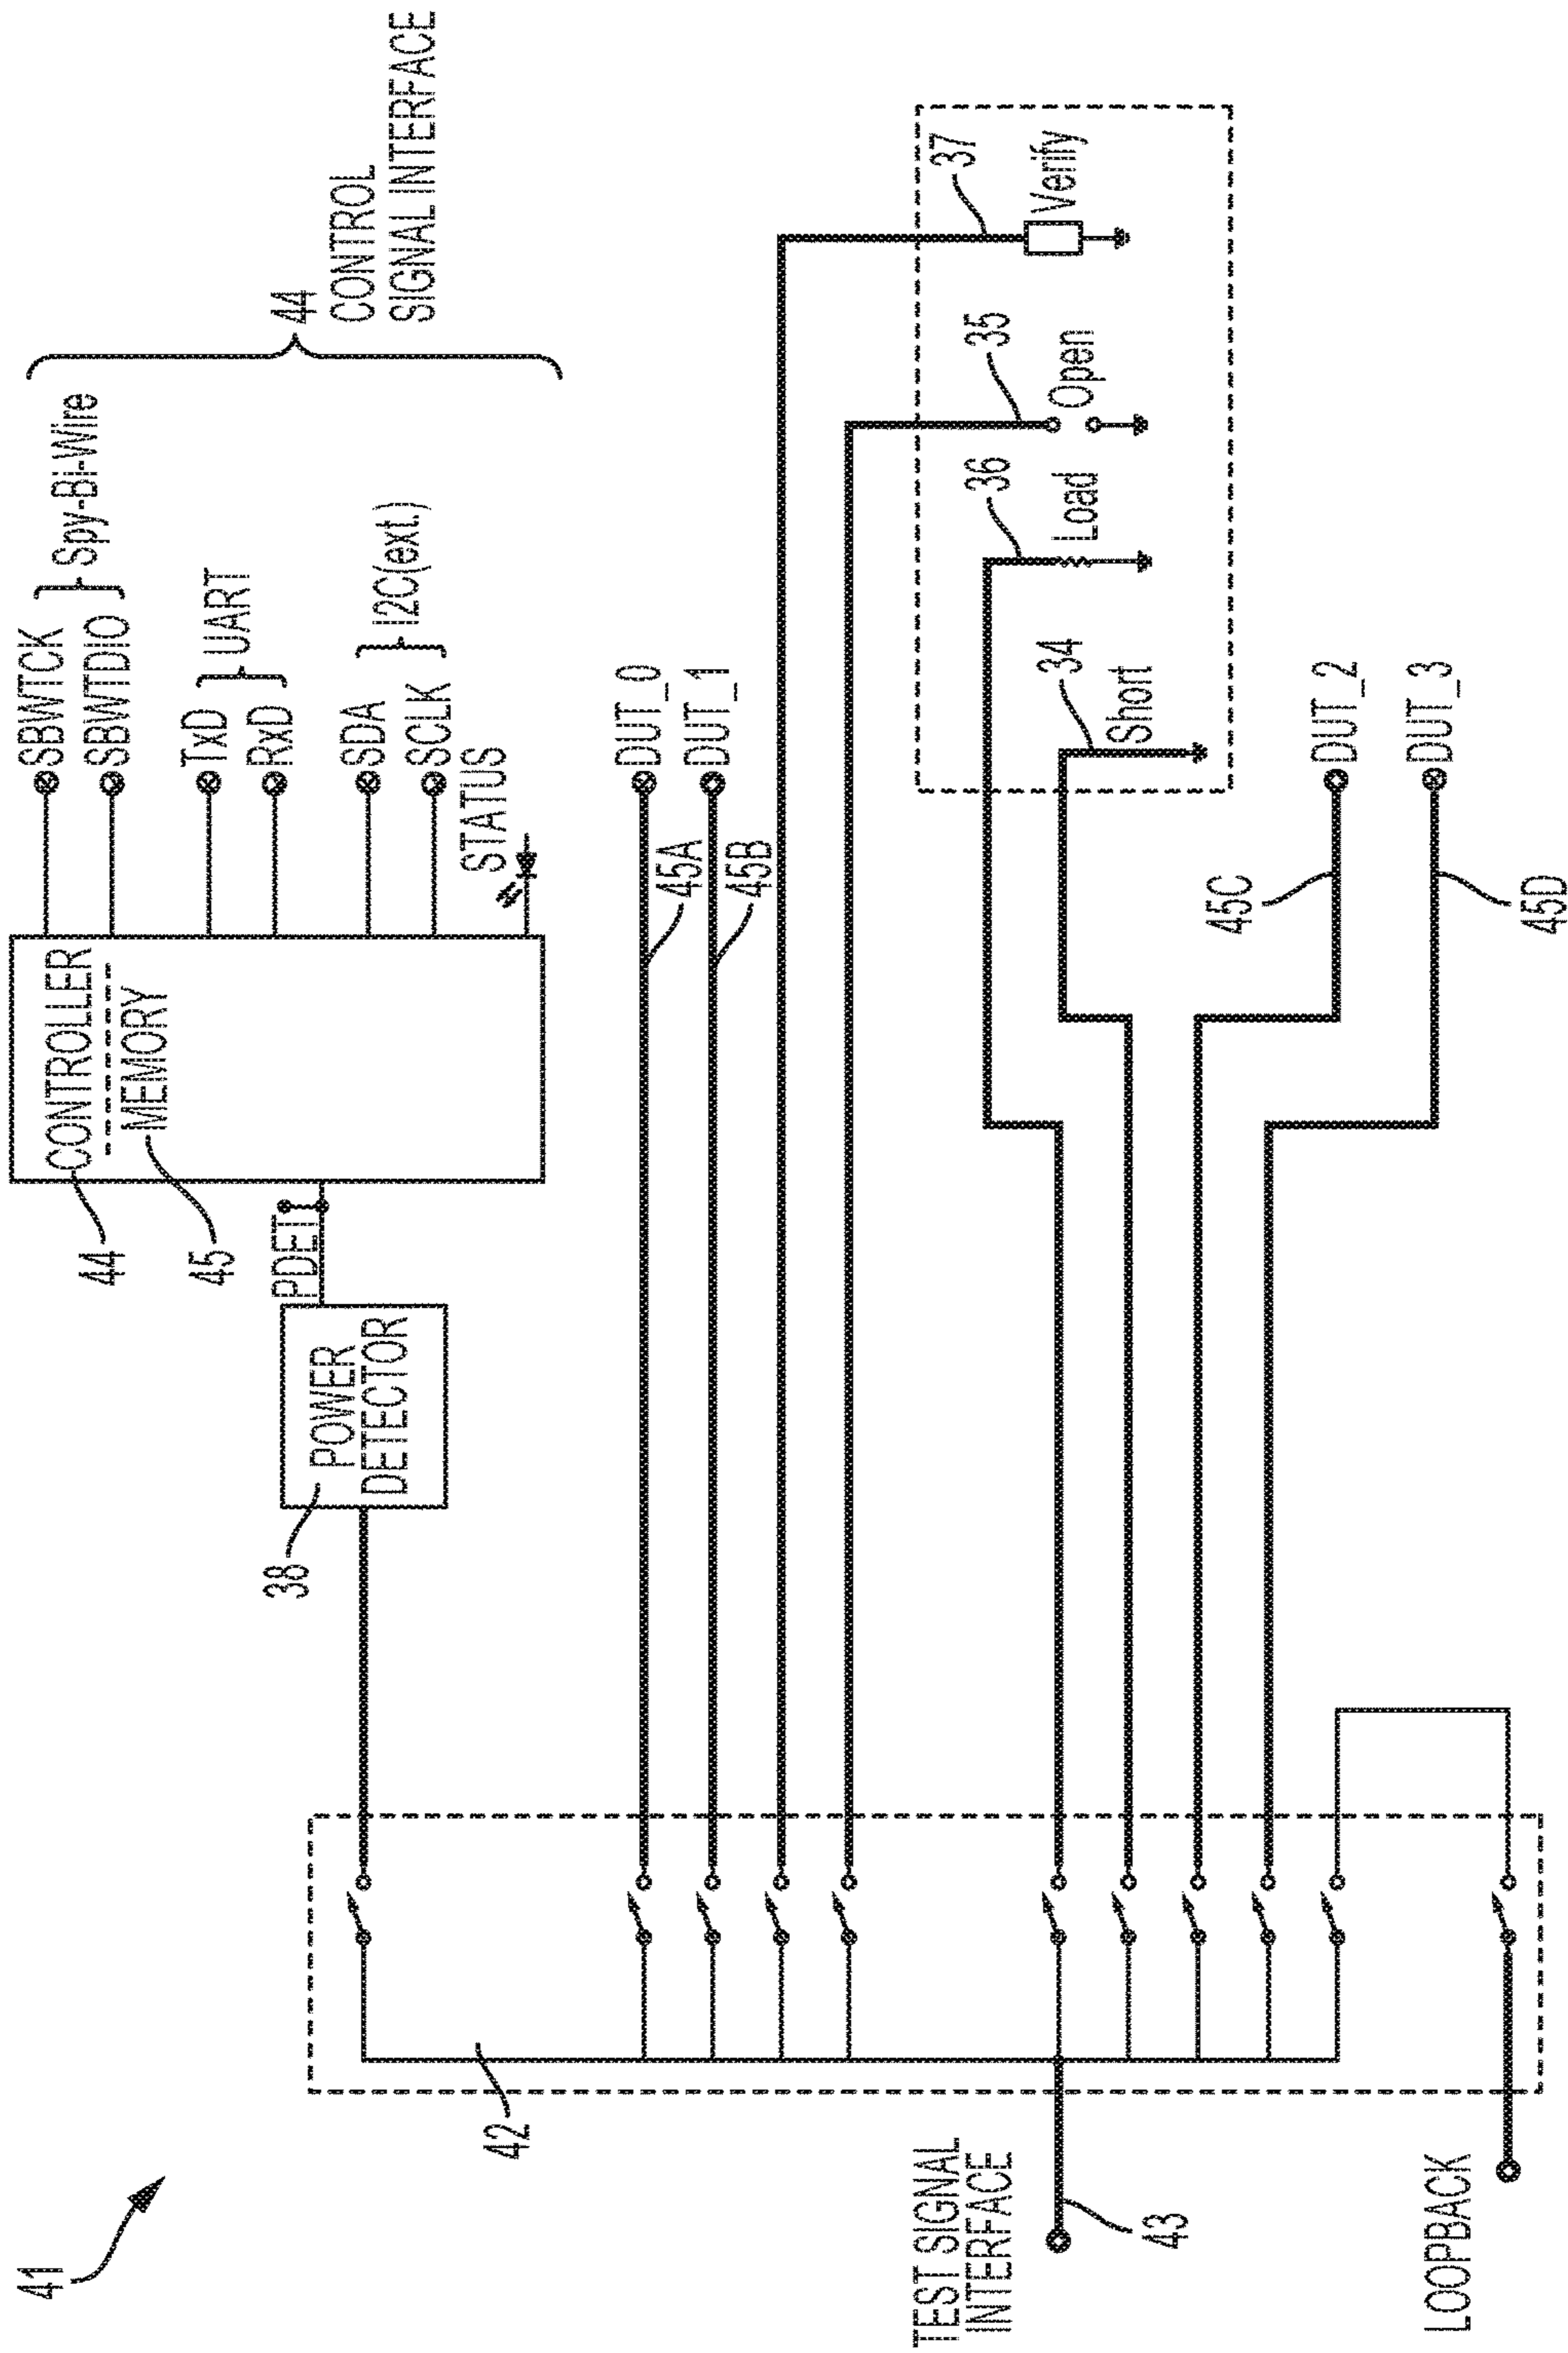 41
42
TEST SIGNAL
INTERFACE
43
LOOPBACK
38
POWER
DETECTOR
PDET
CONTROLLER
MEMORY
44
45
SBWTCK
SBWTDIO
Spy-Bi-Wire
TxD
RxD
UART
SDA
SCLK
I2C(ext.)
STATUS
44
CONTROL
SIGNAL INTERFACE
DUT_0
DUT_1
45A
45B
34
Short
36
Load
35
Open
37
Verify
DUT_2
DUT_3
45C
45D